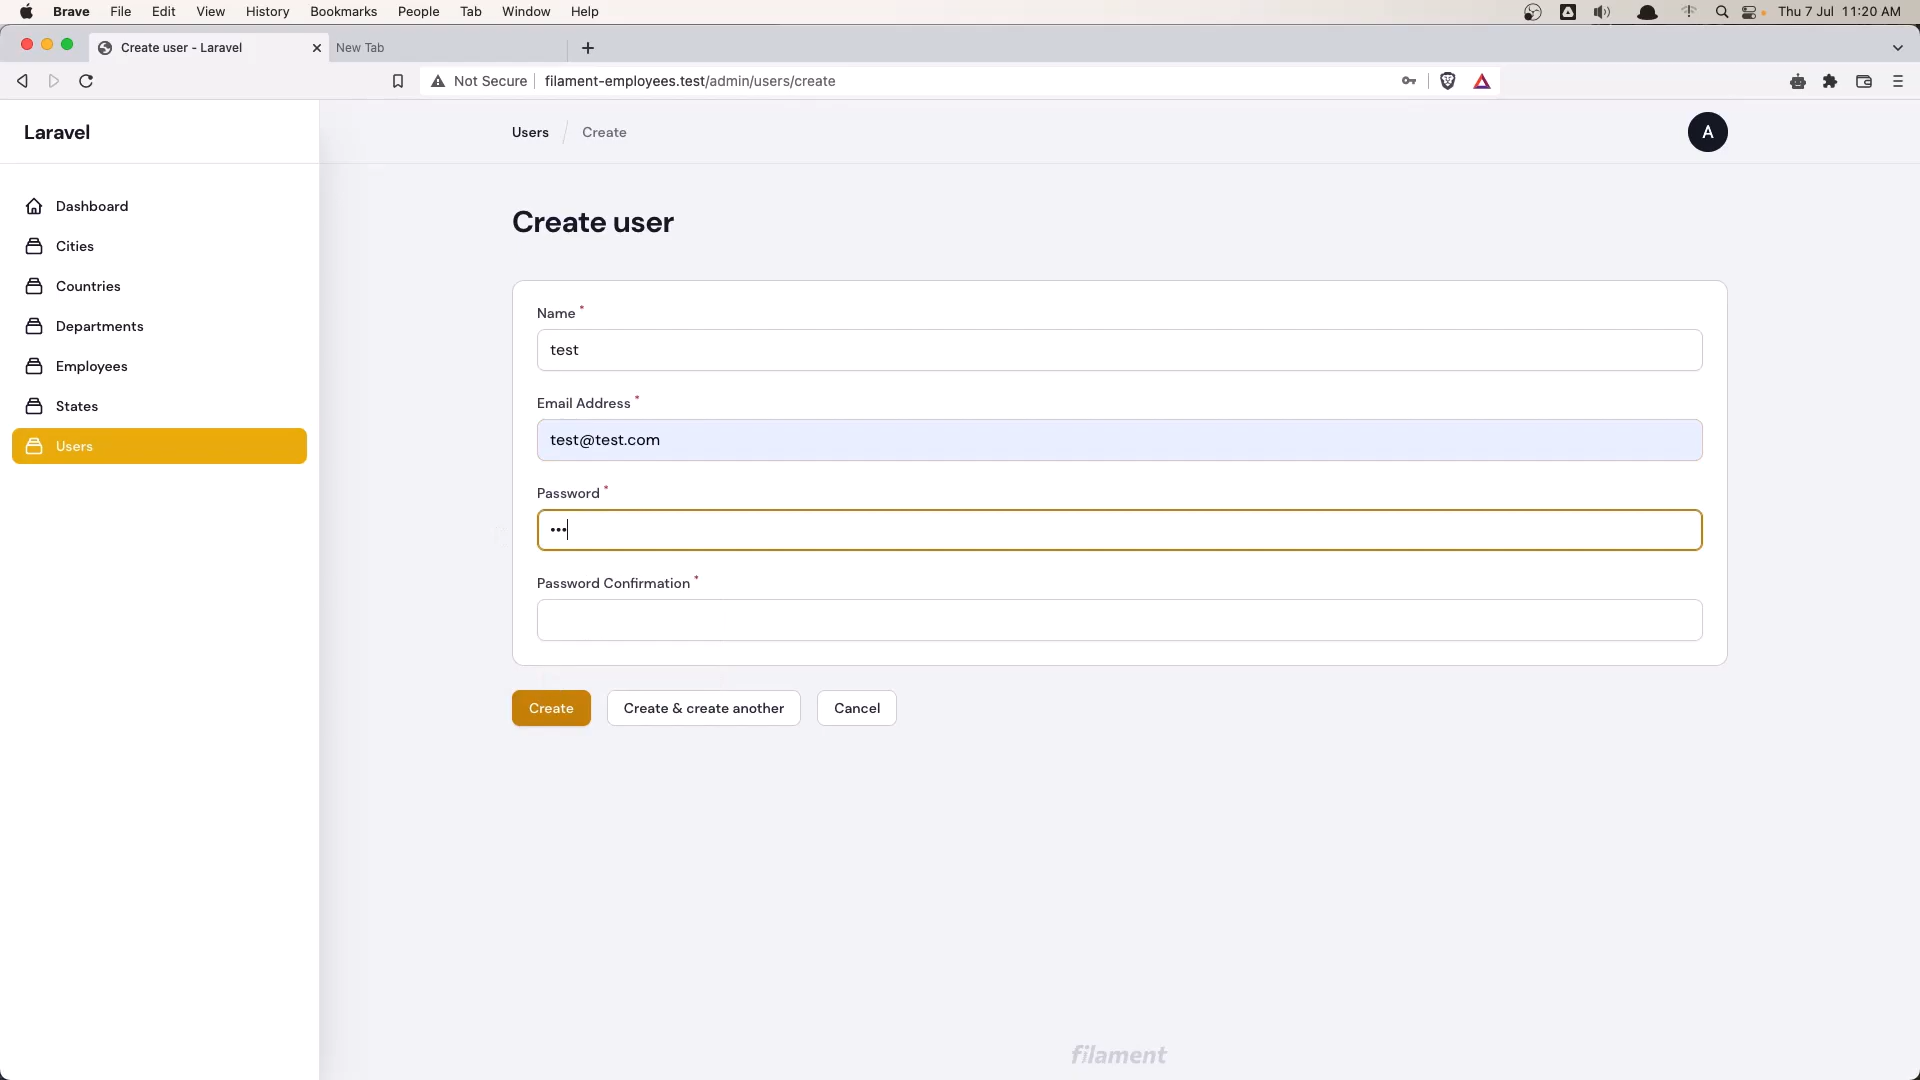 Brave File Edit View History Bookmarks People Tab Window Help Thu 7 Jul 11:20 AM
Create user - Laravel New Tab
Not Secure filament-employees.test/admin/users/create
Laravel
Users Create
A
Dashboard
Cities
Countries
Departments
Employees
States
Users
Create user
Name *
test
Email Address *
test@test.com
Password *
•••
Password Confirmation *
Create Create & create another Cancel
filament